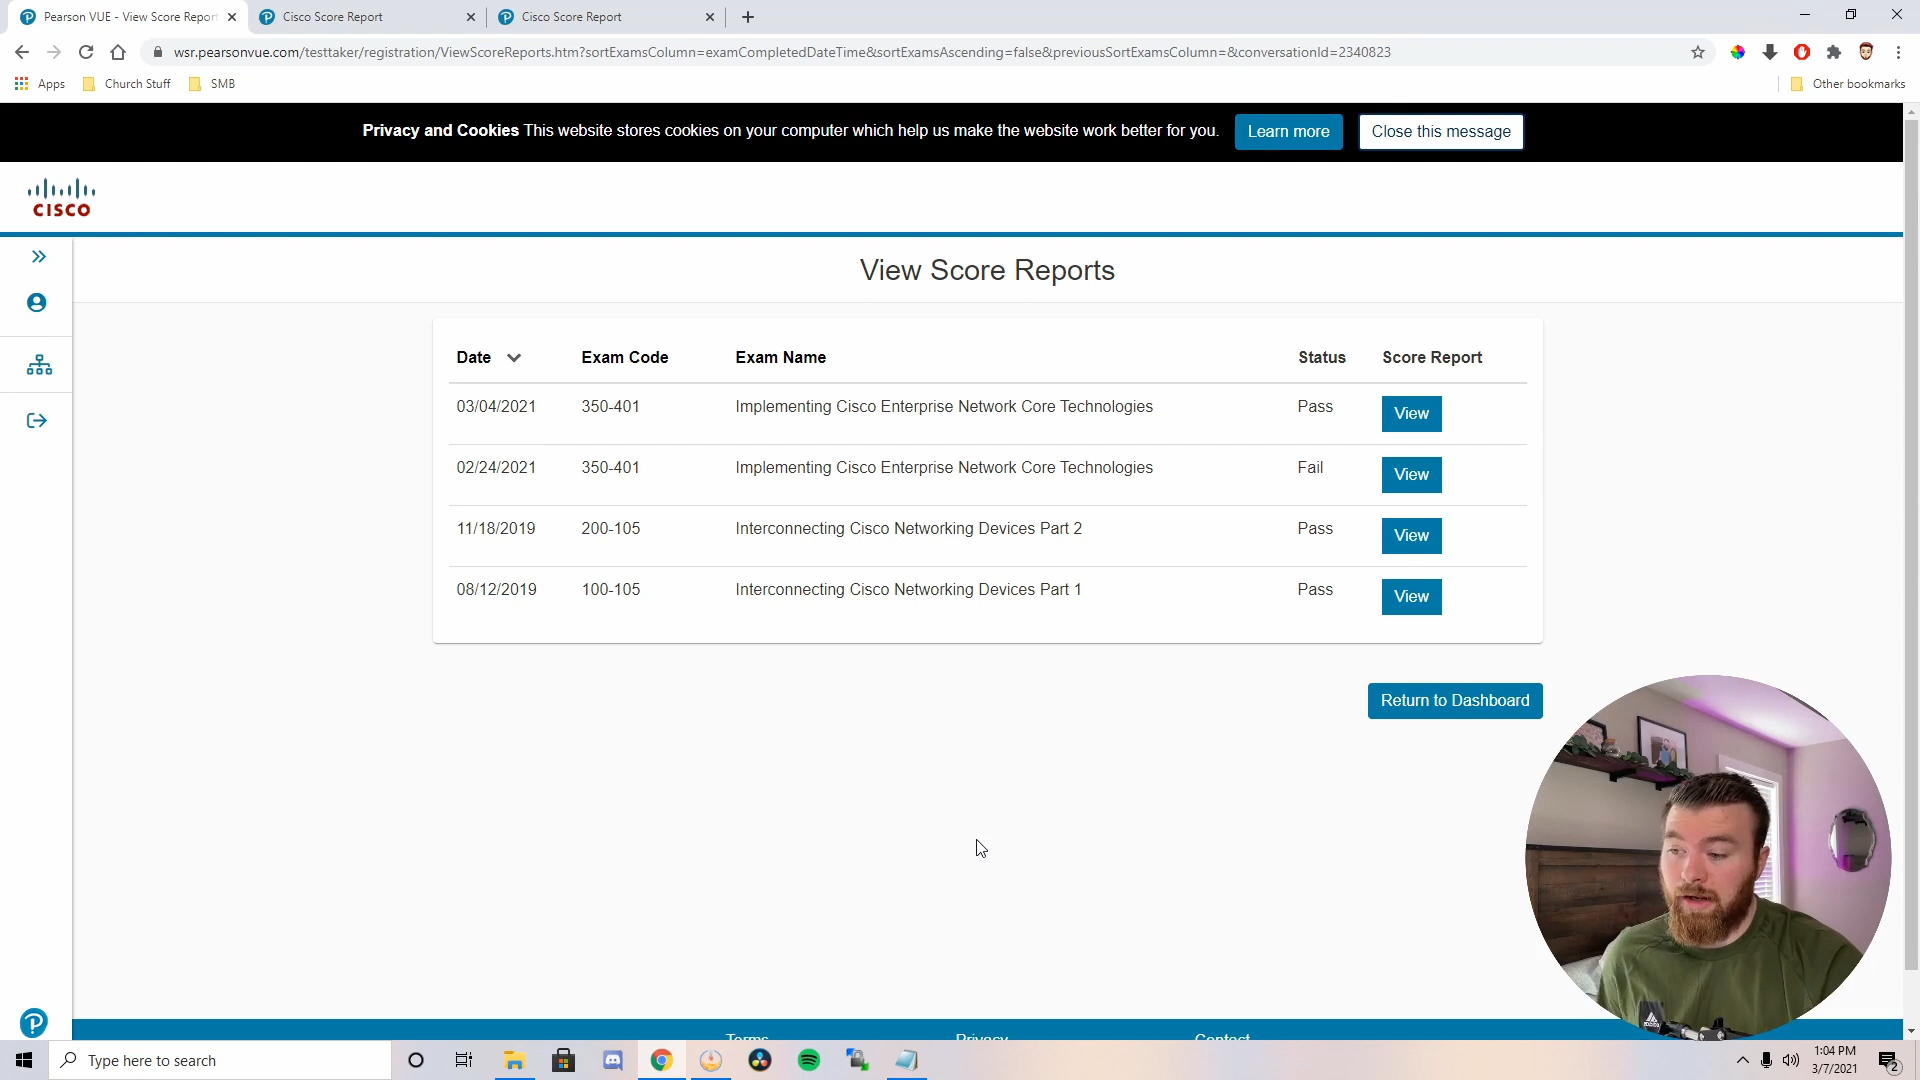 Pearson VUE - View Score Report
Cisco Score Report
Cisco Score Report
wsr.pearsonvue.com/testtaker/registration/ViewScoreReports.htm?sortExamsColumn=examCompletedDateTime&sortExamsAscending=false&previousSortExamsColumn=&conversationId=2340823
Apps
Church Stuff
SMB
Other bookmarks
Privacy and Cookies This website stores cookies on your computer which help us make the website work better for you.
Learn more
Close this message
CISCO
View Score Reports
Date Exam Code Exam Name Status Score Report
03/04/2021 350-401 Implementing Cisco Enterprise Network Core Technologies Pass View
02/24/2021 350-401 Implementing Cisco Enterprise Network Core Technologies Fail View
11/18/2019 200-105 Interconnecting Cisco Networking Devices Part 2 Pass View
08/12/2019 100-105 Interconnecting Cisco Networking Devices Part 1 Pass View
Return to Dashboard
Terms Privacy Contact
Type here to search
1:04 PM
3/7/2021
2